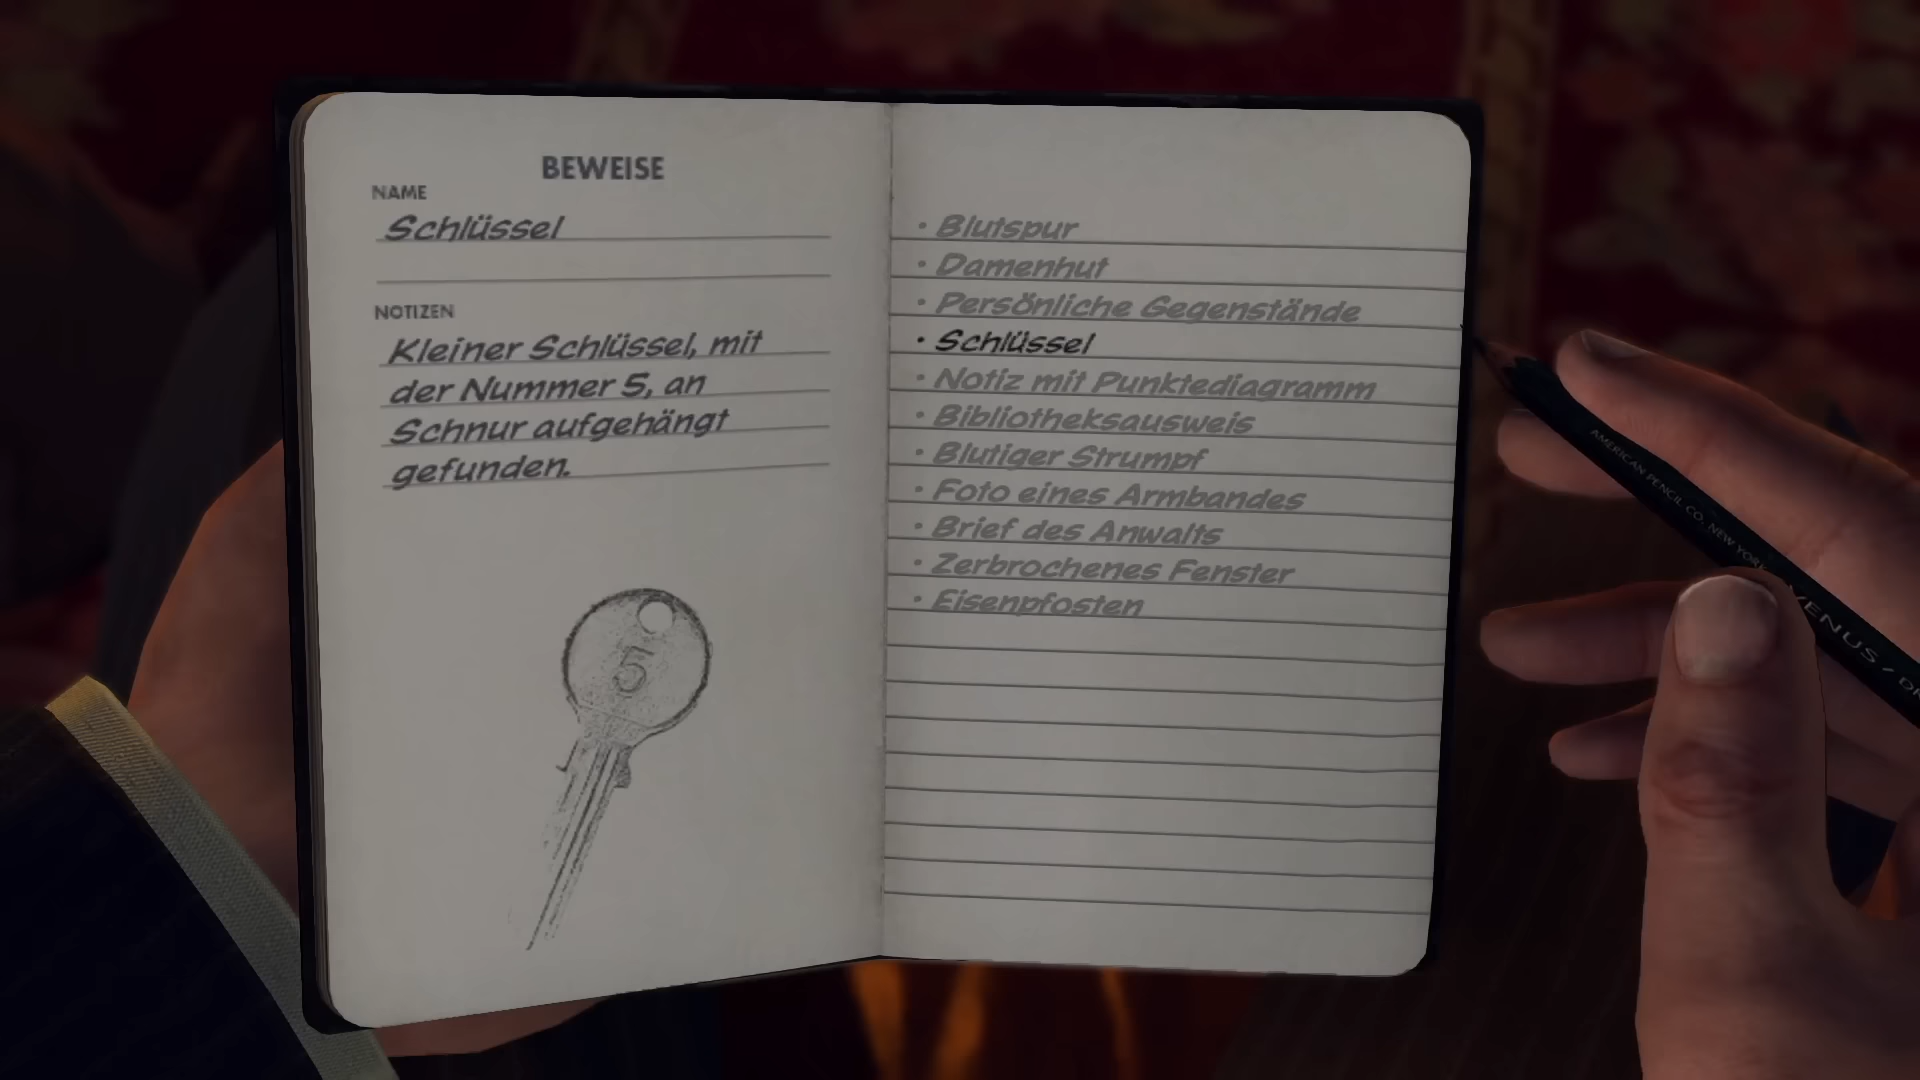 BEWEISE
NAME
Schlüssel
NOTIZEN
Kleiner Schlüssel, mit
der Nummer 5, an
Schnur aufgehängt
gefunden.
5
• Blutspur
• Damenhut
• Persönliche Gegenstände
• Schlüssel
• Notiz mit Punktediagramm
• Bibliotheksausweis
• Blutiger Strumpf
• Foto eines Armbandes
• Brief des Anwalts
• Zerbrochenes Fenster
• Eisenpfosten
AMERICAN PENCIL CO. NEW YORK
VENUS / DR